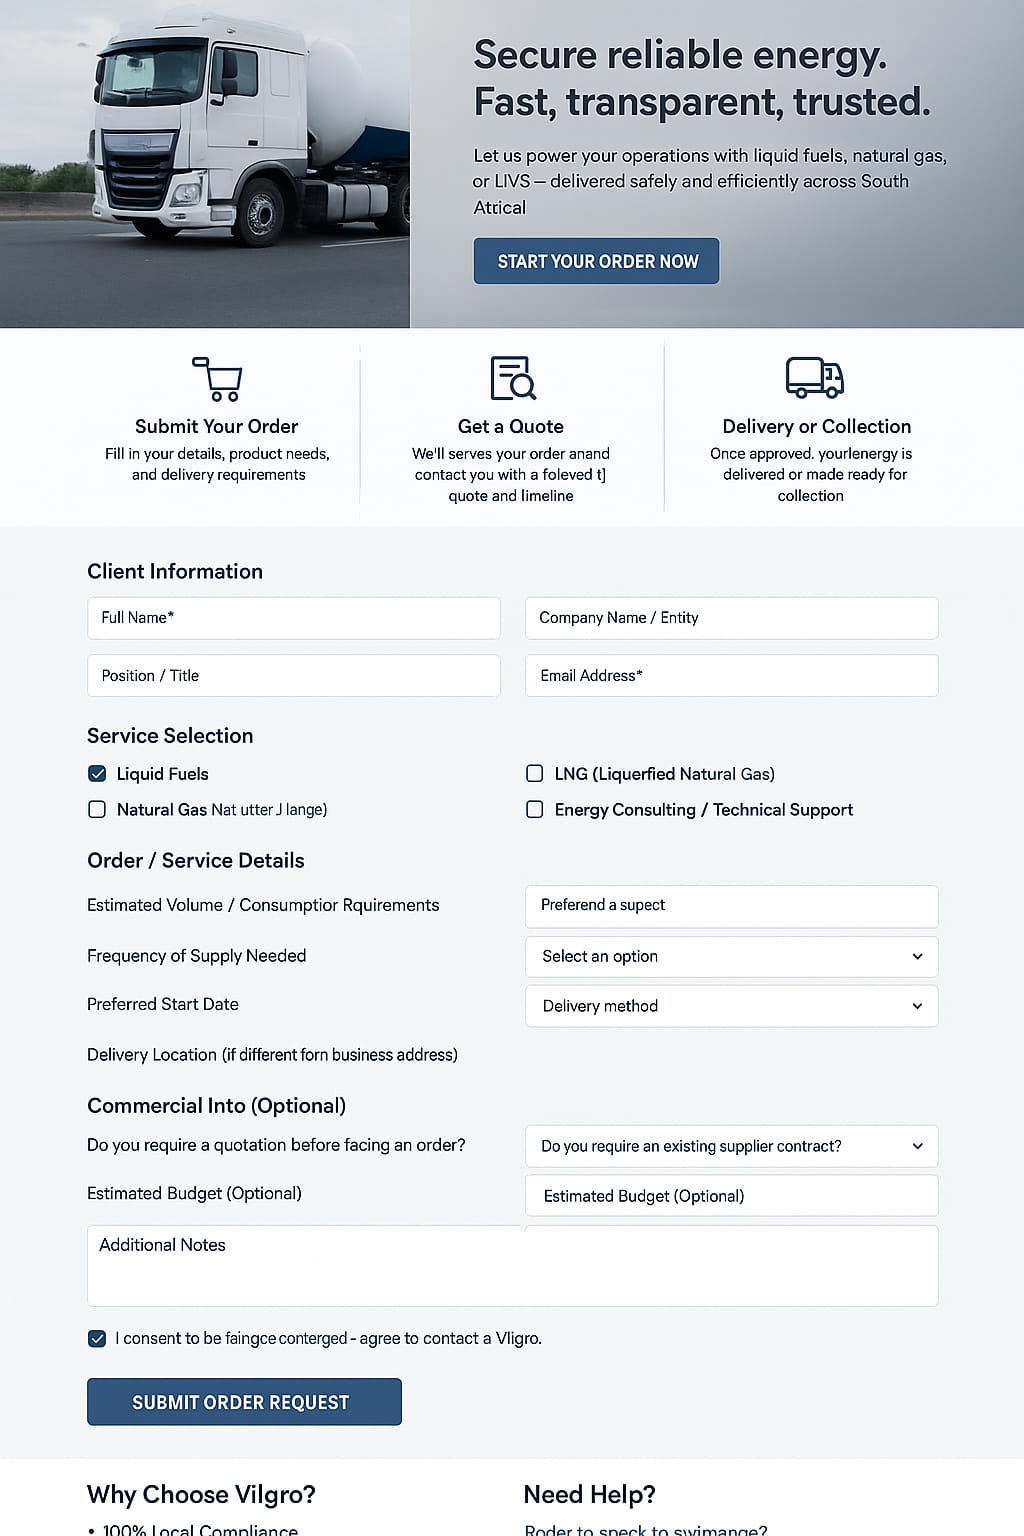 Secure reliable energy.
Fast, transparent, trusted.
Let us power your operations with liquid fuels, natural gas,
or LIVS – delivered safely and efficiently across South
Atrical
START YOUR ORDER NOW
Submit Your Order
Fill in your details, product needs,
and delivery requirements
Get a Quote
We'll serves your order anand
contact you with a foleved t]
quote and limeline
Delivery or Collection
Once approved. yourlenergy is
delivered or made ready for
collection
Client Information
Full Name*
Company Name / Entity
Position / Title
Email Address*
Service Selection
Liquid Fuels
LNG (Liquerfied Natural Gas)
Natural Gas Nat utter J lange)
Energy Consulting / Technical Support
Order / Service Details
Estimated Volume / Consumptior Rquirements
Preferend a supect
Frequency of Supply Needed
Select an option
Preferred Start Date
Delivery method
Delivery Location (if different forn business address)
Commercial Into (Optional)
Do you require a quotation before facing an order?
Do you require an existing supplier contract?
Estimated Budget (Optional)
Estimated Budget (Optional)
Additional Notes
I consent to be faingce conterged - agree to contact a Vligro.
SUBMIT ORDER REQUEST
Why Choose Vilgro?
Need Help?
• 100% Local Compliance
Roder to speck to swimange?